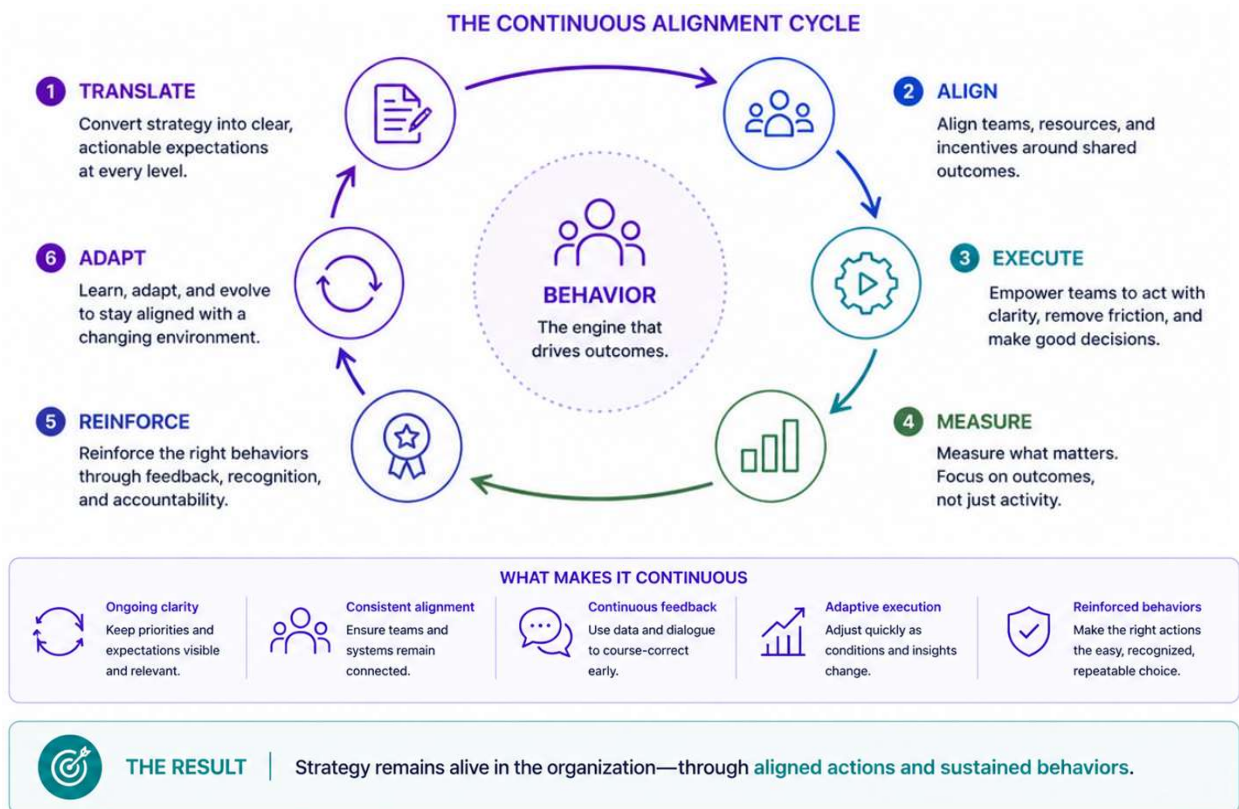 THE CONTINUOUS ALIGNMENT CYCLE
1 TRANSLATE
Convert strategy into clear,
actionable expectations
at every level.
2 ALIGN
Align teams, resources, and
incentives around shared
outcomes.
3 EXECUTE
Empower teams to act with
clarity, remove friction, and
make good decisions.
4 MEASURE
Measure what matters.
Focus on outcomes,
not just activity.
5 REINFORCE
Reinforce the right behaviors
through feedback, recognition,
and accountability.
6 ADAPT
Learn, adapt, and evolve
to stay aligned with a
changing environment.
BEHAVIOR
The engine that
drives outcomes.
WHAT MAKES IT CONTINUOUS
Ongoing clarity
Keep priorities and
expectations visible
and relevant.
Consistent alignment
Ensure teams and
systems remain
connected.
Continuous feedback
Use data and dialogue
to course-correct
early.
Adaptive execution
Adjust quickly as
conditions and insights
change.
Reinforced behaviors
Make the right actions
the easy, recognized,
repeatable choice.
THE RESULT
Strategy remains alive in the organization—through aligned actions and sustained behaviors.